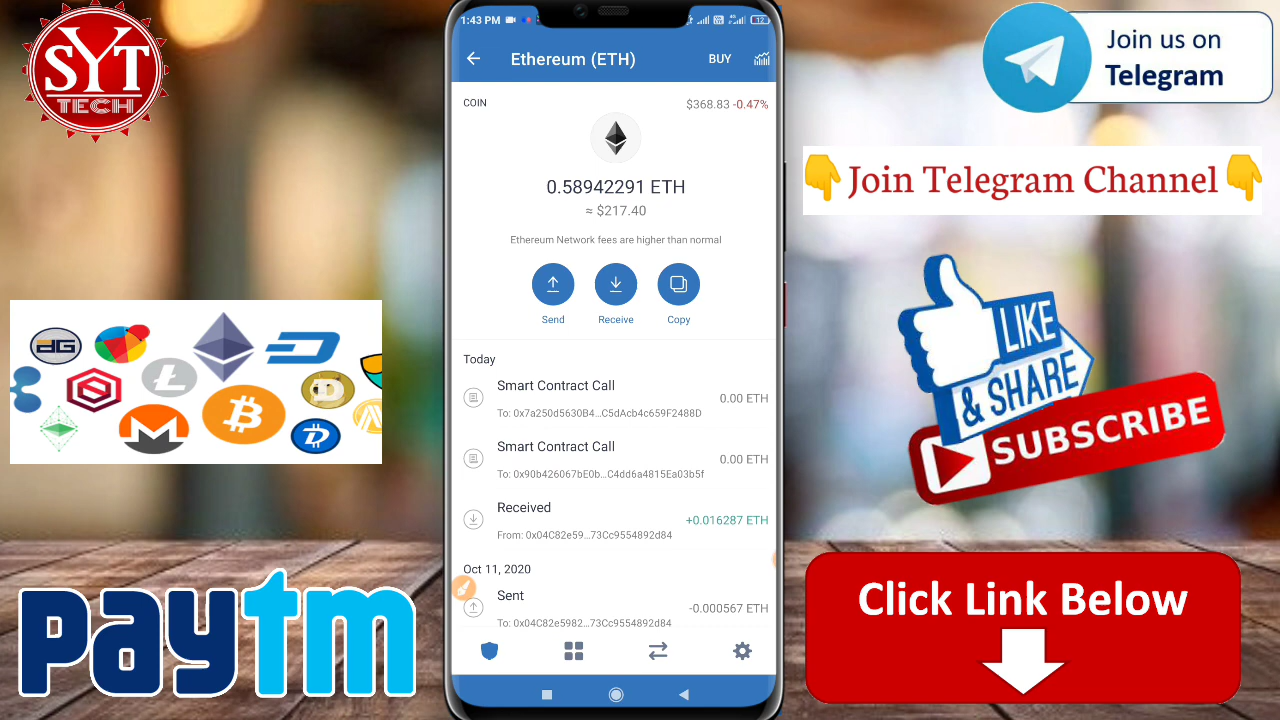 SYT
TECH
paytm
1:43 PM
Ethereum (ETH)
BUY
COIN
$368.83 -0.47%
0.58942291 ETH
≈ $217.40
Ethereum Network fees are higher than normal
Send
Receive
Copy
Today
Smart Contract Call
0.00 ETH
To: 0x7a250d5630B4...C5dAcb4c659F2488D
Smart Contract Call
0.00 ETH
To: 0x90b426067bE0b...C4dd6a4815Ea03b5f
Received
+0.016287 ETH
From: 0x04C82e59...73Cc9554892d84
Oct 11, 2020
Sent
-0.000567 ETH
To: 0x04C82e5982...73Cc9554892d84
Join us on
Telegram
👇Join Telegram Channel👇
LIKE
& SHARE
SUBSCRIBE
Click Link Below